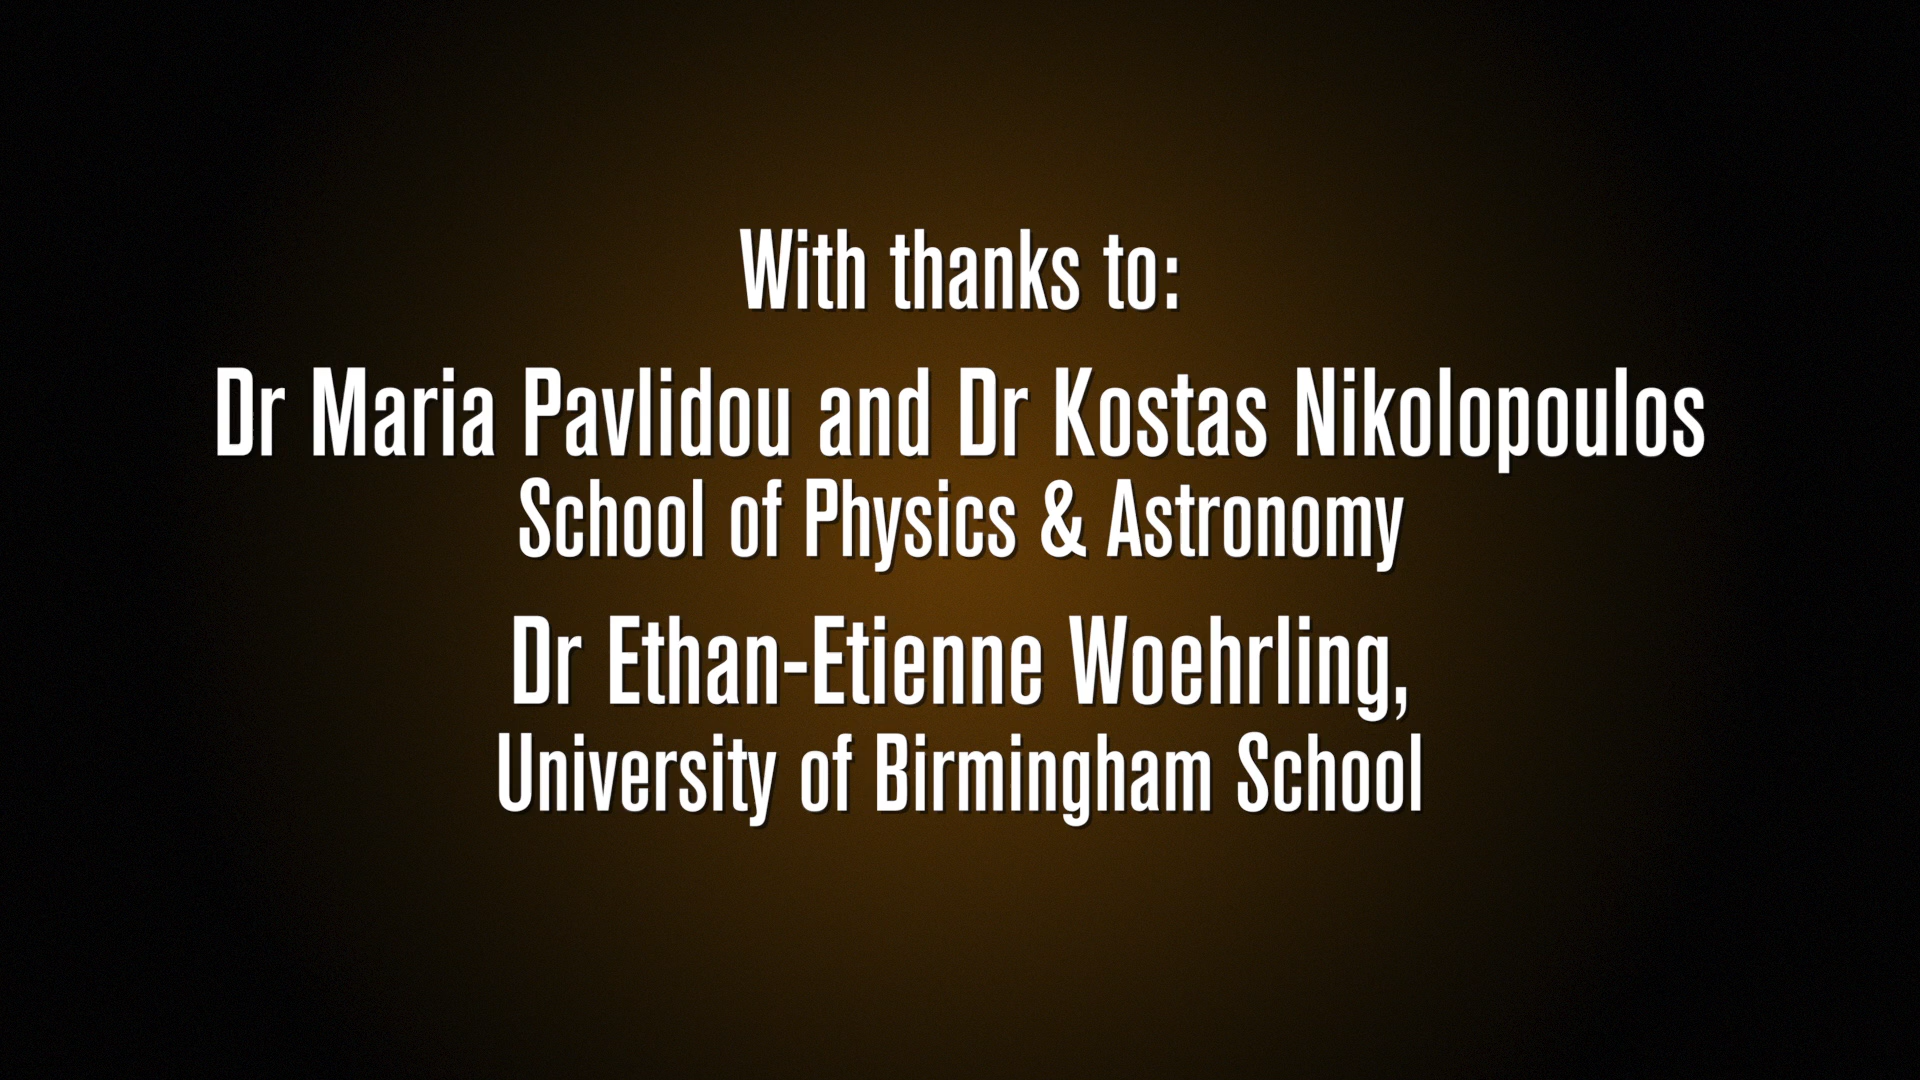 With thanks to:
Dr Maria Pavlidou and Dr Kostas Nikolopoulos
School of Physics & Astronomy
Dr Ethan-Etienne Woehrling,
University of Birmingham School